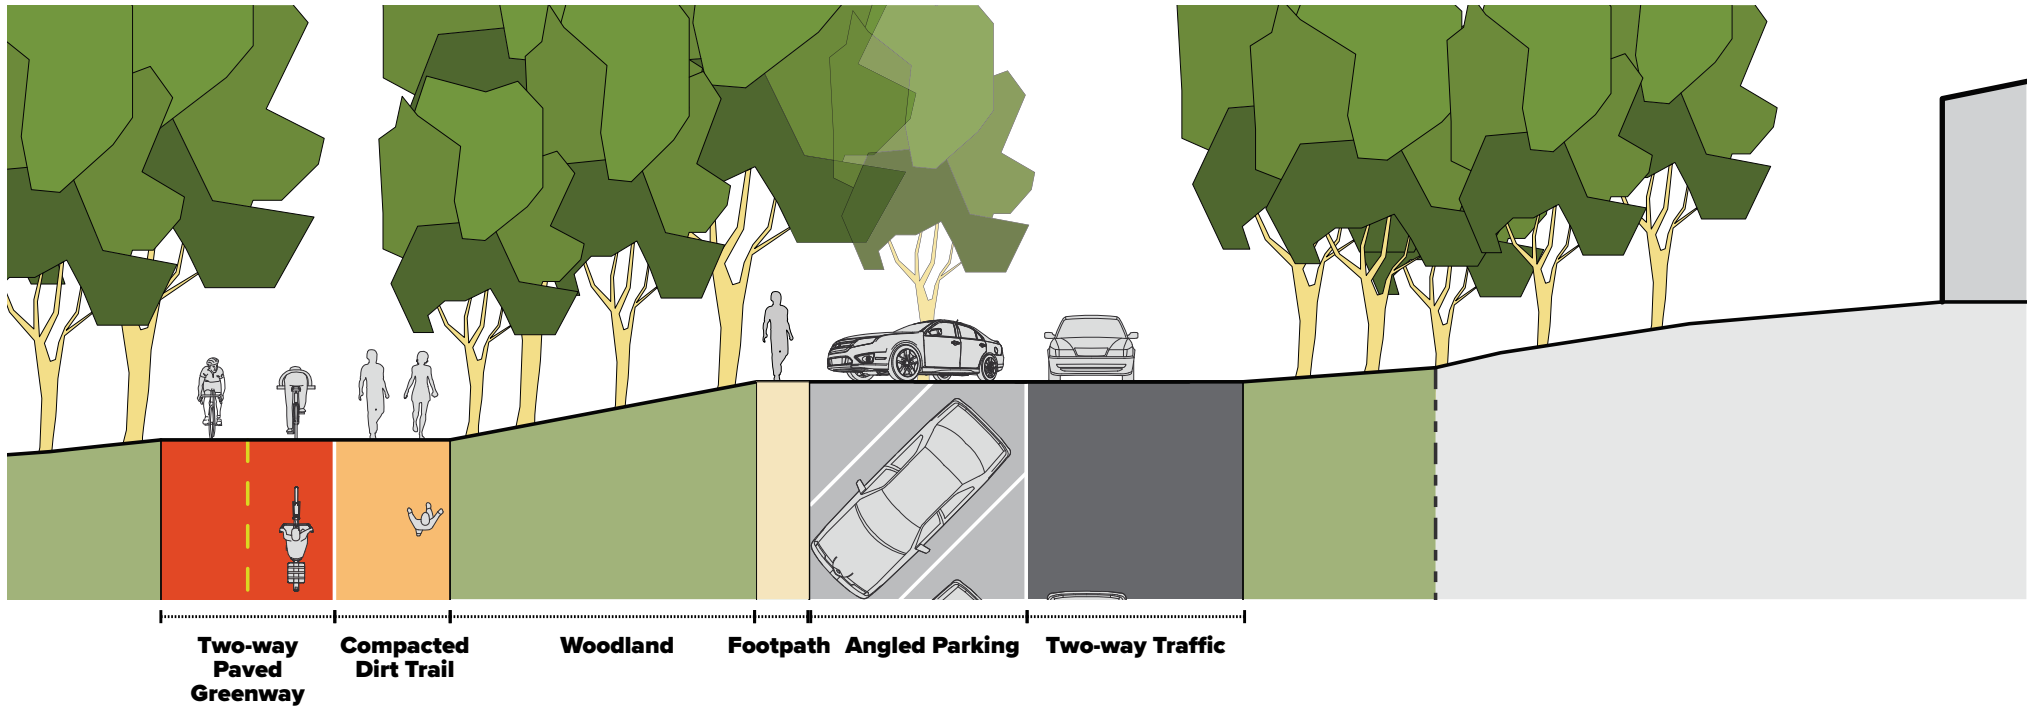 Two-way
Paved
Greenway
Compacted
Dirt Trail
Woodland
Footpath
Angled Parking
Two-way Traffic